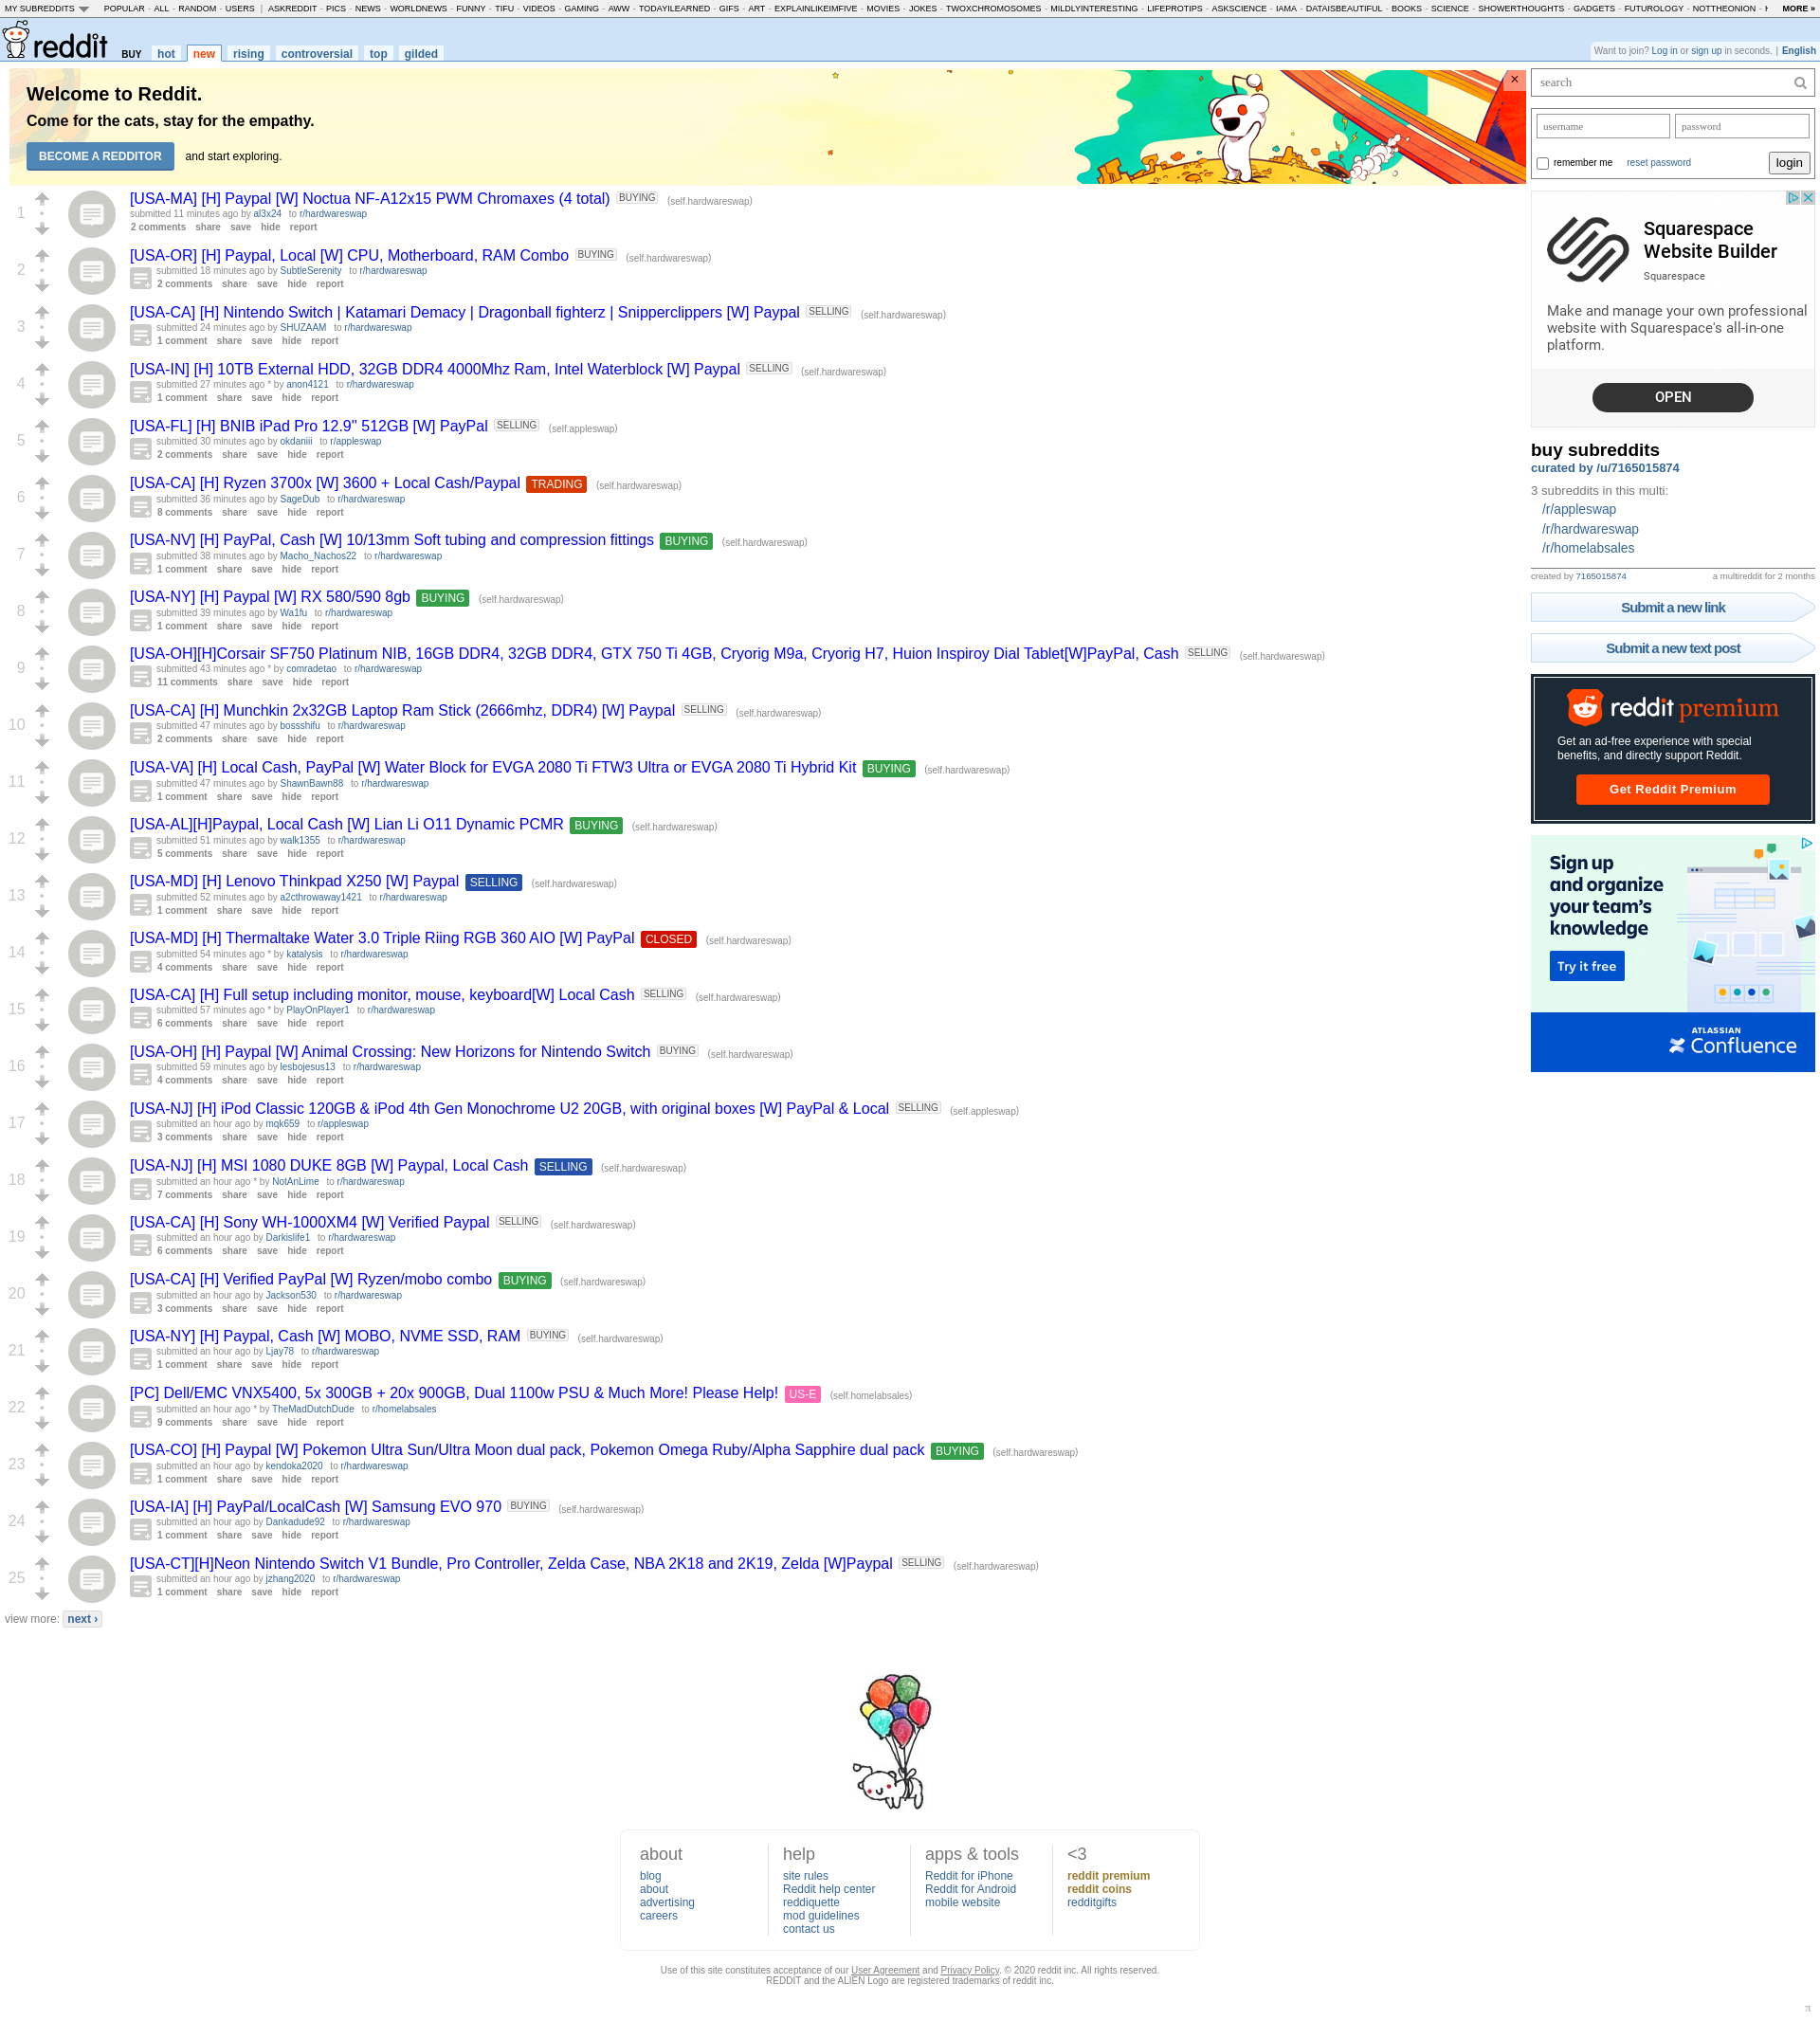 MY SUBREDDITS POPULAR - ALL - RANDOM - USERS | ASKREDDIT - PICS - NEWS - WORLDNEWS - FUNNY - TIFU - VIDEOS - GAMING - AWW - TODAYILEARNED - GIFS - ART - EXPLAINLIKEIMFIVE - MOVIES - JOKES - TWOXCHROMOSOMES - MILDLYINTERESTING - LIFEPROTIPS - ASKSCIENCE - IAMA - DATAISBEAUTIFUL - BOOKS - SCIENCE - SHOWERTHOUGHTS - GADGETS - FUTUROLOGY - NOTTHEONION - MORE »
reddit BUY hot new rising controversial top gilded
Want to join? Log in or sign up in seconds. | English
Welcome to Reddit.
Come for the cats, stay for the empathy.
BECOME A REDDITOR and start exploring.
×
1
[USA-MA] [H] Paypal [W] Noctua NF-A12x15 PWM Chromaxes (4 total) BUYING (self.hardwareswap)
submitted 11 minutes ago by al3x24 to r/hardwareswap
2 comments share save hide report
2
[USA-OR] [H] Paypal, Local [W] CPU, Motherboard, RAM Combo BUYING (self.hardwareswap)
submitted 18 minutes ago by SubtleSerenity to r/hardwareswap
2 comments share save hide report
3
[USA-CA] [H] Nintendo Switch | Katamari Demacy | Dragonball fighterz | Snipperclippers [W] Paypal SELLING (self.hardwareswap)
submitted 24 minutes ago by SHUZAAM to r/hardwareswap
1 comment share save hide report
4
[USA-IN] [H] 10TB External HDD, 32GB DDR4 4000Mhz Ram, Intel Waterblock [W] Paypal SELLING (self.hardwareswap)
submitted 27 minutes ago * by anon4121 to r/hardwareswap
1 comment share save hide report
5
[USA-FL] [H] BNIB iPad Pro 12.9" 512GB [W] PayPal SELLING (self.appleswap)
submitted 30 minutes ago by okdaniii to r/appleswap
2 comments share save hide report
6
[USA-CA] [H] Ryzen 3700x [W] 3600 + Local Cash/Paypal TRADING (self.hardwareswap)
submitted 36 minutes ago by SageDub to r/hardwareswap
8 comments share save hide report
7
[USA-NV] [H] PayPal, Cash [W] 10/13mm Soft tubing and compression fittings BUYING (self.hardwareswap)
submitted 38 minutes ago by Macho_Nachos22 to r/hardwareswap
1 comment share save hide report
8
[USA-NY] [H] Paypal [W] RX 580/590 8gb BUYING (self.hardwareswap)
submitted 39 minutes ago by Wa1fu to r/hardwareswap
1 comment share save hide report
9
[USA-OH][H]Corsair SF750 Platinum NIB, 16GB DDR4, 32GB DDR4, GTX 750 Ti 4GB, Cryorig M9a, Cryorig H7, Huion Inspiroy Dial Tablet[W]PayPal, Cash SELLING (self.hardwareswap)
submitted 43 minutes ago * by comradetao to r/hardwareswap
11 comments share save hide report
10
[USA-CA] [H] Munchkin 2x32GB Laptop Ram Stick (2666mhz, DDR4) [W] Paypal SELLING (self.hardwareswap)
submitted 47 minutes ago by bossshifu to r/hardwareswap
2 comments share save hide report
11
[USA-VA] [H] Local Cash, PayPal [W] Water Block for EVGA 2080 Ti FTW3 Ultra or EVGA 2080 Ti Hybrid Kit BUYING (self.hardwareswap)
submitted 47 minutes ago by ShawnBawn88 to r/hardwareswap
1 comment share save hide report
12
[USA-AL][H]Paypal, Local Cash [W] Lian Li O11 Dynamic PCMR BUYING (self.hardwareswap)
submitted 51 minutes ago by walk1355 to r/hardwareswap
5 comments share save hide report
13
[USA-MD] [H] Lenovo Thinkpad X250 [W] Paypal SELLING (self.hardwareswap)
submitted 52 minutes ago by a2cthrowaway1421 to r/hardwareswap
1 comment share save hide report
14
[USA-MD] [H] Thermaltake Water 3.0 Triple Riing RGB 360 AIO [W] PayPal CLOSED (self.hardwareswap)
submitted 54 minutes ago * by katalysis to r/hardwareswap
4 comments share save hide report
15
[USA-CA] [H] Full setup including monitor, mouse, keyboard[W] Local Cash SELLING (self.hardwareswap)
submitted 57 minutes ago * by PlayOnPlayer1 to r/hardwareswap
6 comments share save hide report
16
[USA-OH] [H] Paypal [W] Animal Crossing: New Horizons for Nintendo Switch BUYING (self.hardwareswap)
submitted 59 minutes ago by lesbojesus13 to r/hardwareswap
4 comments share save hide report
17
[USA-NJ] [H] iPod Classic 120GB & iPod 4th Gen Monochrome U2 20GB, with original boxes [W] PayPal & Local SELLING (self.appleswap)
submitted an hour ago by mqk659 to r/appleswap
3 comments share save hide report
18
[USA-NJ] [H] MSI 1080 DUKE 8GB [W] Paypal, Local Cash SELLING (self.hardwareswap)
submitted an hour ago * by NotAnLime to r/hardwareswap
7 comments share save hide report
19
[USA-CA] [H] Sony WH-1000XM4 [W] Verified Paypal SELLING (self.hardwareswap)
submitted an hour ago by Darkislife1 to r/hardwareswap
6 comments share save hide report
20
[USA-CA] [H] Verified PayPal [W] Ryzen/mobo combo BUYING (self.hardwareswap)
submitted an hour ago by Jackson530 to r/hardwareswap
3 comments share save hide report
21
[USA-NY] [H] Paypal, Cash [W] MOBO, NVME SSD, RAM BUYING (self.hardwareswap)
submitted an hour ago by Ljay78 to r/hardwareswap
1 comment share save hide report
22
[PC] Dell/EMC VNX5400, 5x 300GB + 20x 900GB, Dual 1100w PSU & Much More! Please Help! US-E (self.homelabsales)
submitted an hour ago * by TheMadDutchDude to r/homelabsales
9 comments share save hide report
23
[USA-CO] [H] Paypal [W] Pokemon Ultra Sun/Ultra Moon dual pack, Pokemon Omega Ruby/Alpha Sapphire dual pack BUYING (self.hardwareswap)
submitted an hour ago by kendoka2020 to r/hardwareswap
1 comment share save hide report
24
[USA-IA] [H] PayPal/LocalCash [W] Samsung EVO 970 BUYING (self.hardwareswap)
submitted an hour ago by Dankadude92 to r/hardwareswap
1 comment share save hide report
25
[USA-CT][H]Neon Nintendo Switch V1 Bundle, Pro Controller, Zelda Case, NBA 2K18 and 2K19, Zelda [W]Paypal SELLING (self.hardwareswap)
submitted an hour ago by jzhang2020 to r/hardwareswap
1 comment share save hide report
view more: next ›
search
username password
remember me reset password login
Squarespace
Website Builder
Squarespace
Make and manage your own professional
website with Squarespace's all-in-one
platform.
OPEN
buy subreddits
curated by /u/7165015874
3 subreddits in this multi:
/r/appleswap
/r/hardwareswap
/r/homelabsales
created by 7165015874 a multireddit for 2 months
Submit a new link
Submit a new text post
reddit premium
Get an ad-free experience with special
benefits, and directly support Reddit.
Get Reddit Premium
Sign up
and organize
your team's
knowledge
Try it free
ATLASSIAN
Confluence
about
blog
about
advertising
careers
help
site rules
Reddit help center
reddiquette
mod guidelines
contact us
apps & tools
Reddit for iPhone
Reddit for Android
mobile website
<3
reddit premium
reddit coins
redditgifts
Use of this site constitutes acceptance of our User Agreement and Privacy Policy. © 2020 reddit inc. All rights reserved.
REDDIT and the ALIEN Logo are registered trademarks of reddit inc.
π